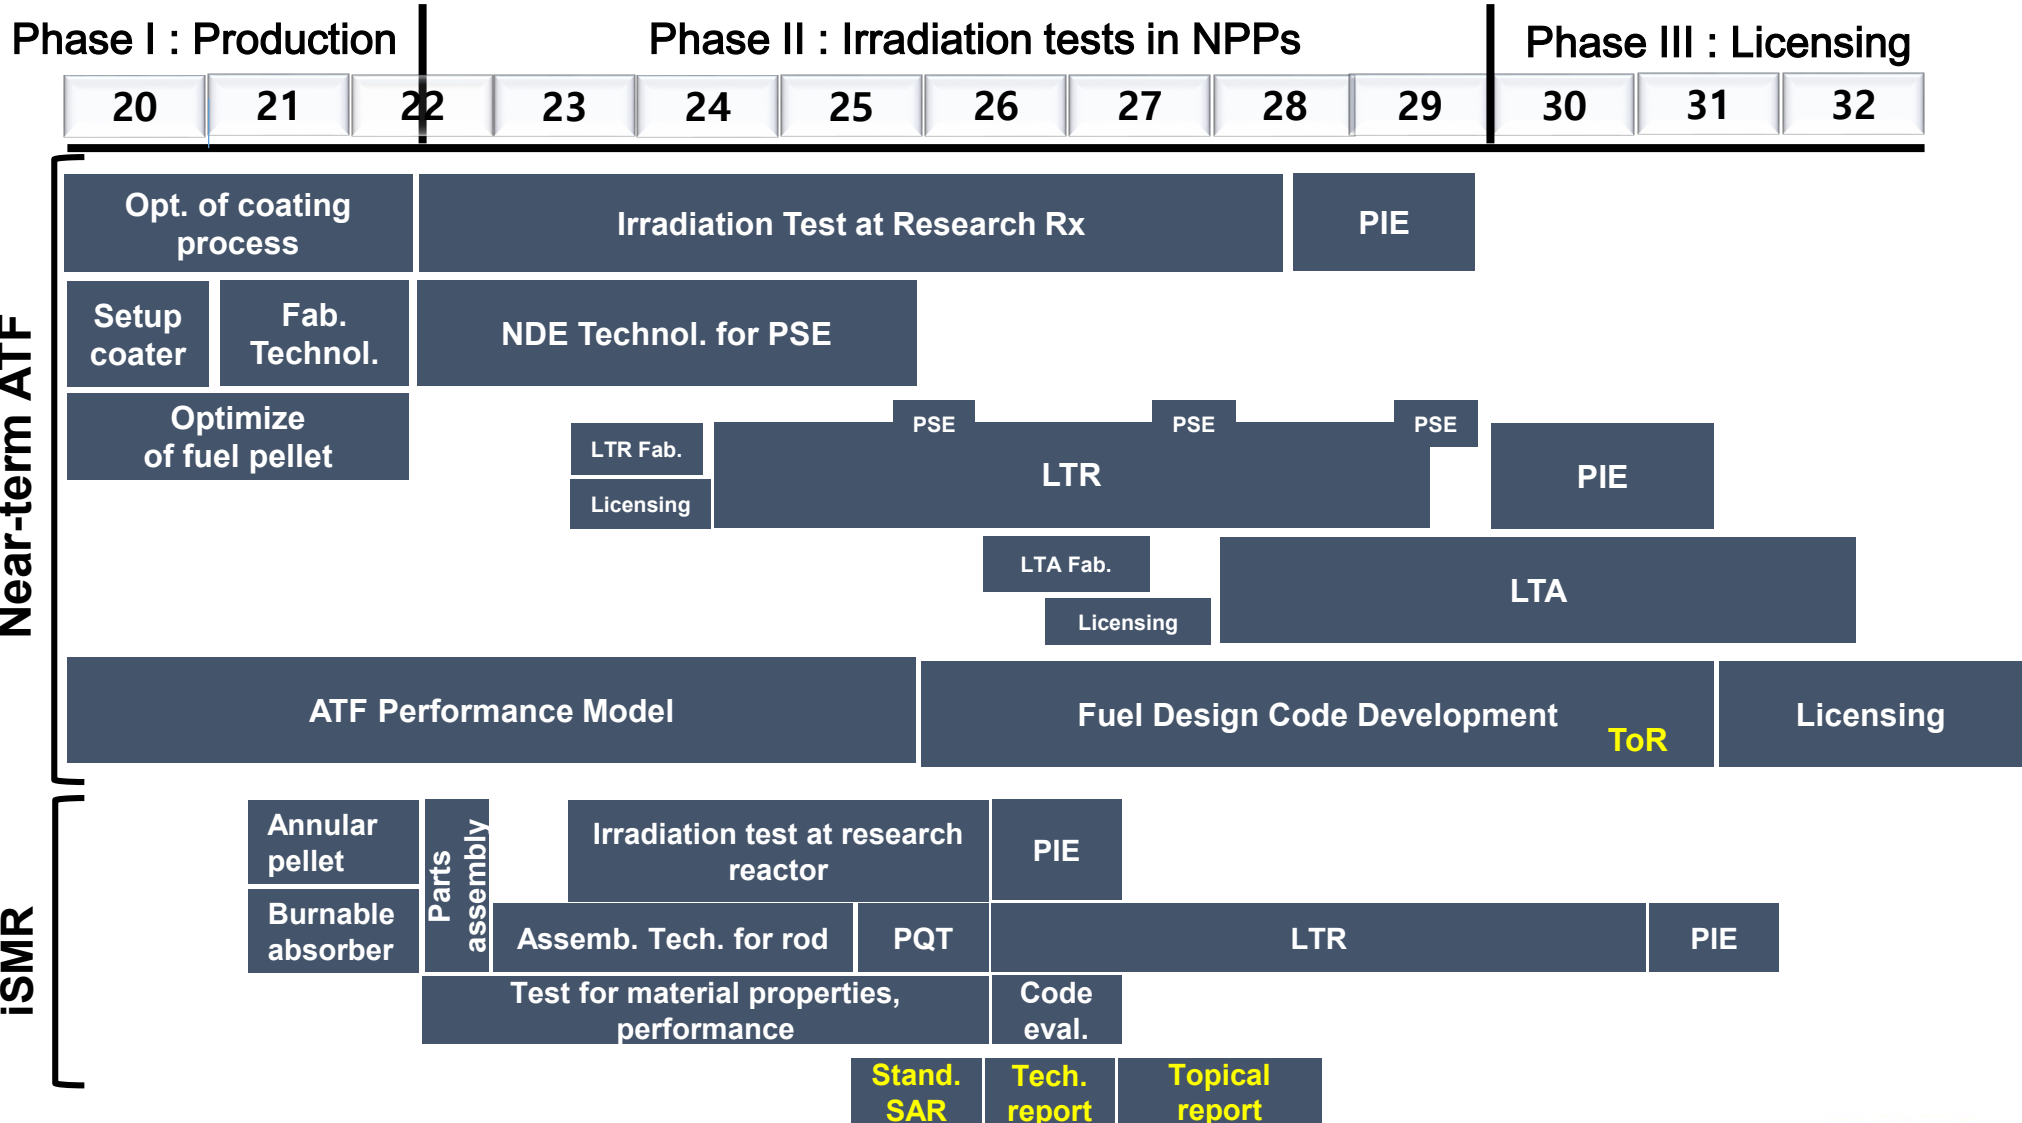 Phase I : Production
Phase II : Irradiation tests in NPPs
Phase III : Licensing
20 21 22 23 24 25 26 27 28 29 30 31 32
Near-term ATF
Opt. of coating
process
Irradiation Test at Research Rx
PIE
Setup
coater
Fab.
Technol.
NDE Technol. for PSE
Optimize
of fuel pellet
LTR Fab.
Licensing
PSE
PSE
PSE
LTR
PIE
LTA Fab.
Licensing
LTA
ATF Performance Model
Fuel Design Code Development
ToR
Licensing
iSMR
Annular
pellet
Burnable
absorber
Parts
assembly
Irradiation test at research
reactor
PIE
Assemb. Tech. for rod
PQT
LTR
PIE
Test for material properties,
performance
Code
eval.
Stand.
SAR
Tech.
report
Topical
report